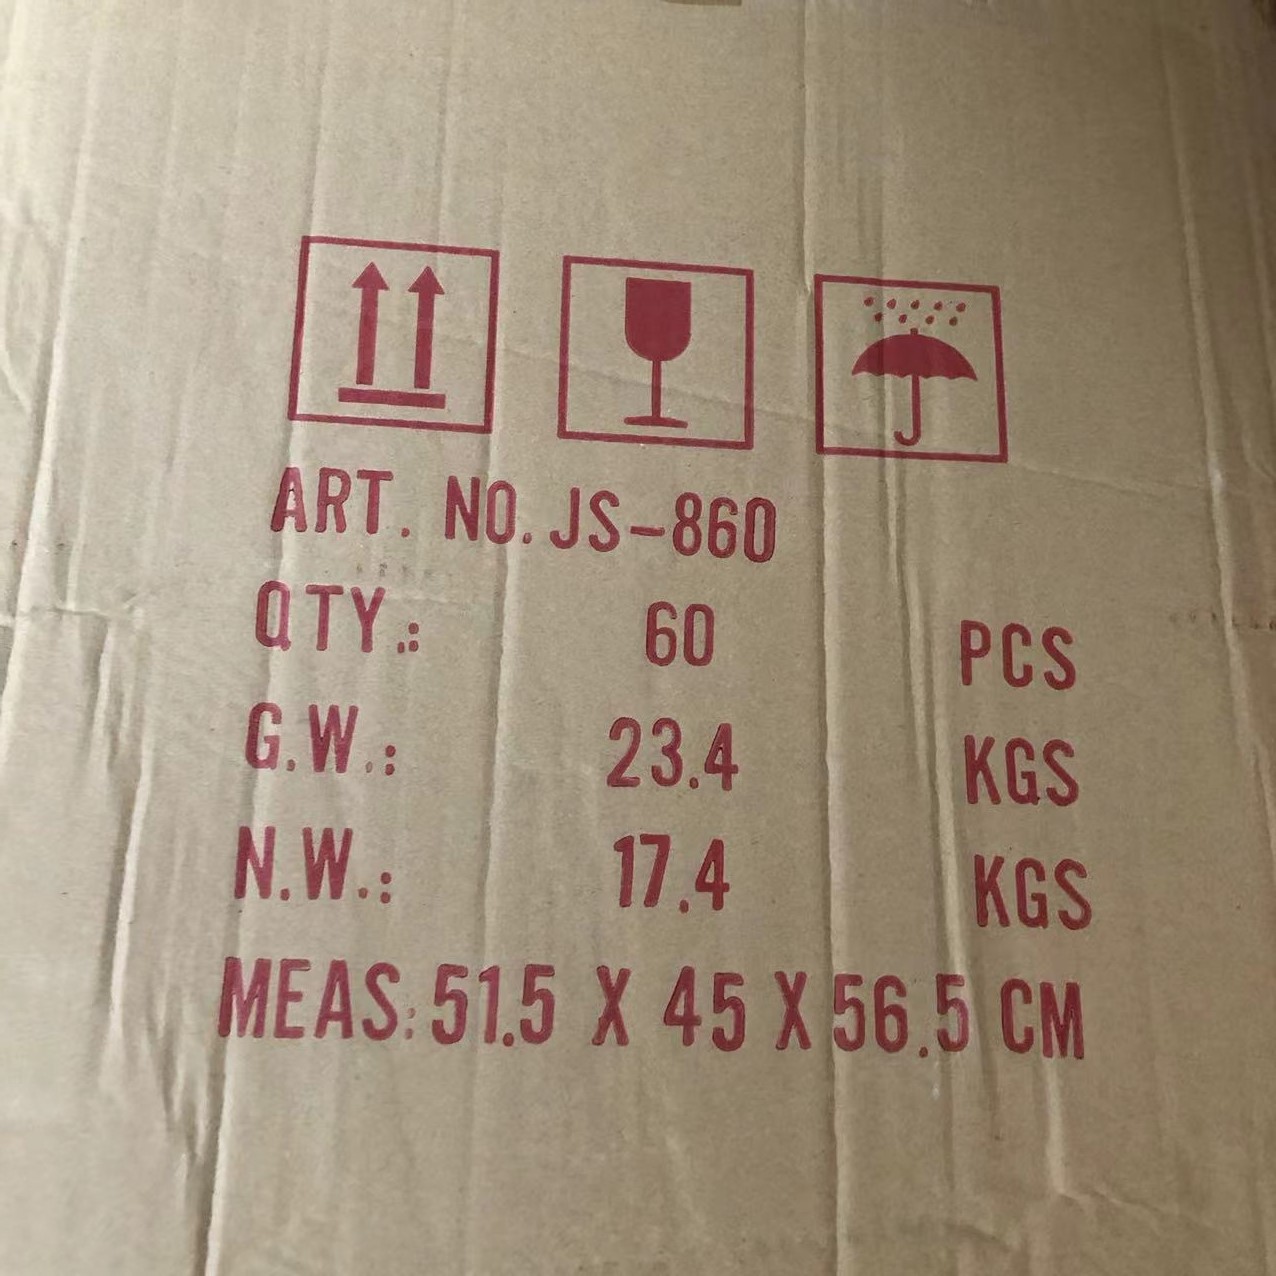 ART. NO. JS-860
QTY.: 60 PCS
G.W.: 23.4 KGS
N.W.: 17.4 KGS
MEAS: 51.5 X 45 X 56.5 CM